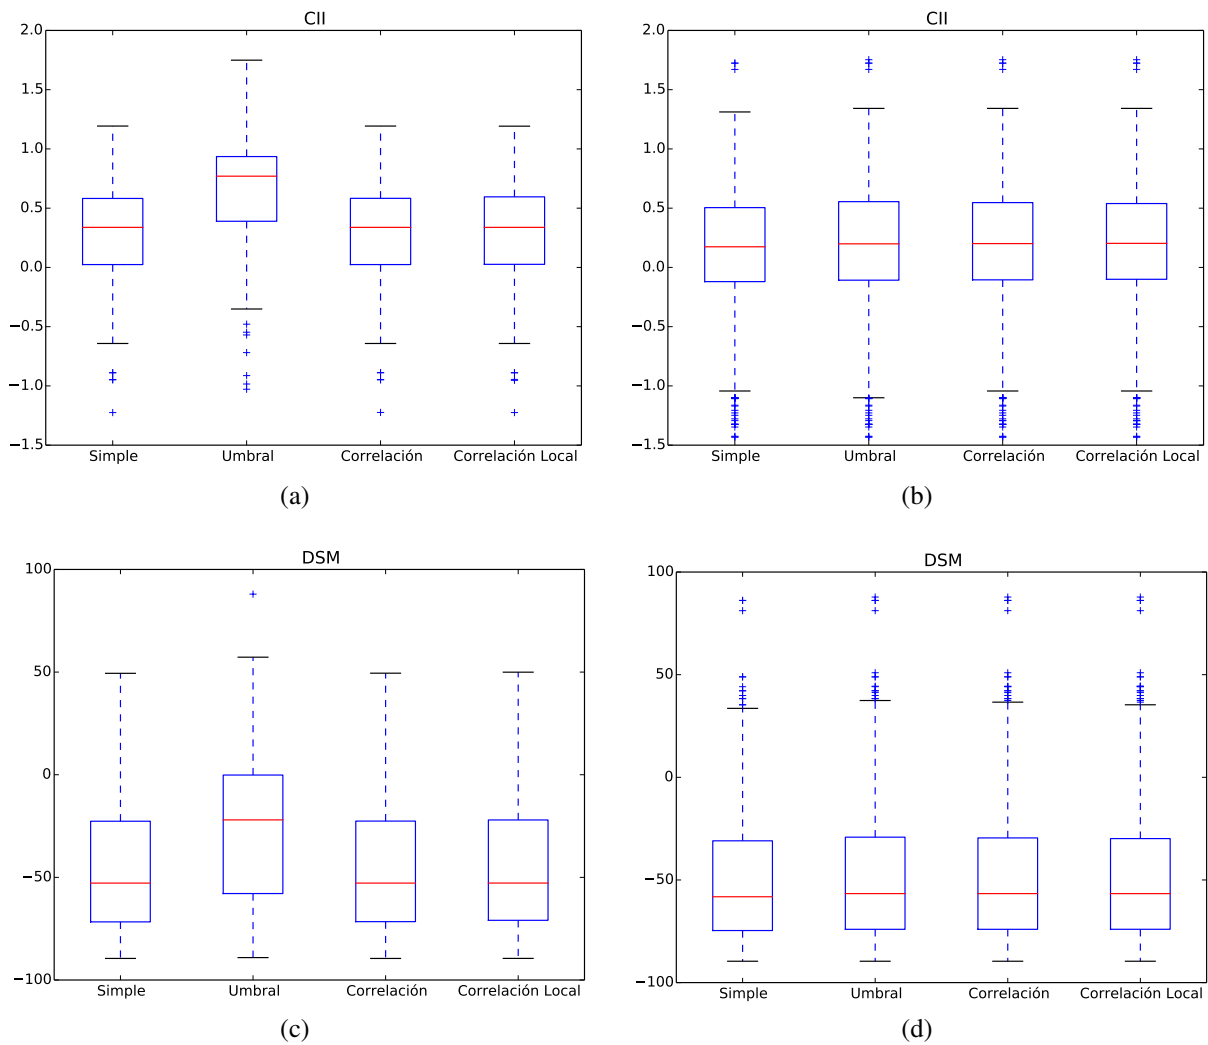 CII
2.0
1.5
1.0
0.5
0.0
−0.5
−1.0
−1.5
Simple Umbral Correlación Correlación Local
(a)
CII
2.0
1.5
1.0
0.5
0.0
−0.5
−1.0
−1.5
Simple Umbral Correlación Correlación Local
(b)
DSM
100
50
0
−50
−100
Simple Umbral Correlación Correlación Local
(c)
DSM
100
50
0
−50
−100
Simple Umbral Correlación Correlación Local
(d)